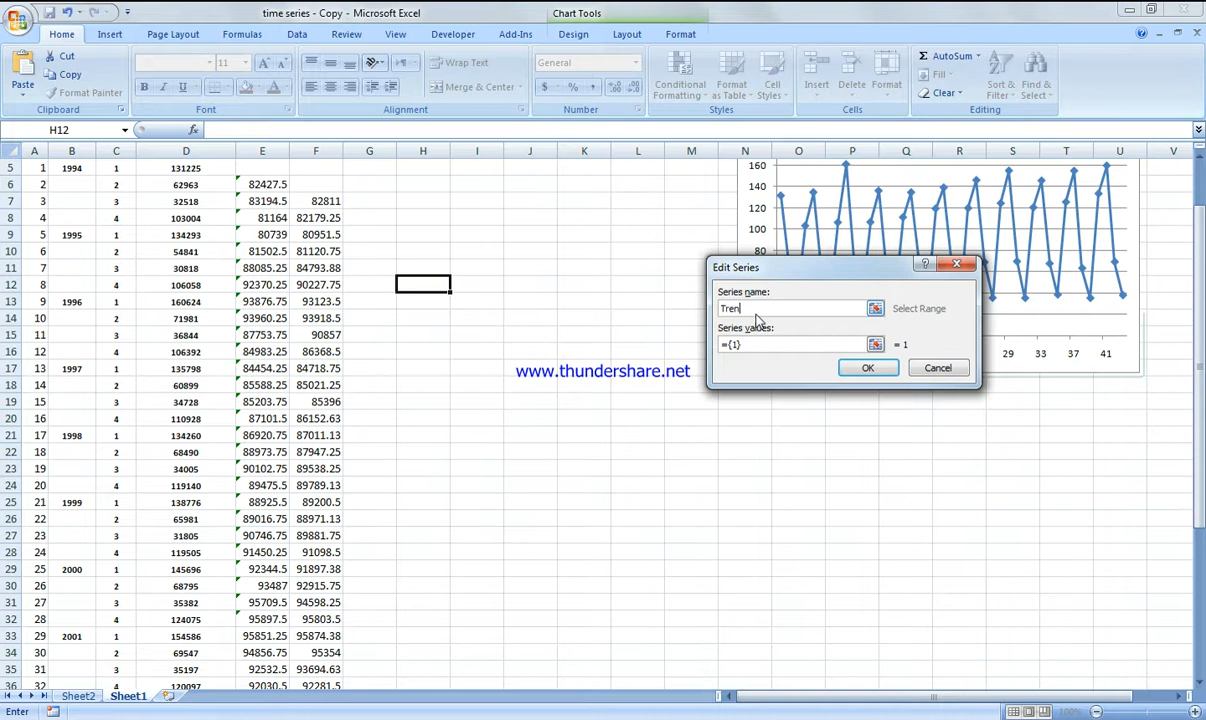 time series - Copy - Microsoft Excel
Chart Tools
Home Insert Page Layout Formulas Data Review View Developer Add-Ins Design Layout Format
Paste
Cut
Copy
Format Painter
11
Wrap Text
Merge & Center
General
Conditional Formatting
Format as Table
Cell Styles
Insert
Delete
Format
AutoSum
Fill
Clear
Sort & Filter
Find & Select
Clipboard Font Alignment Number Styles Cells Editing
H12
A B C D E F G H I J K L M N O P Q R S T U V
5 1 1994 1 131225
6 2 2 62963 82427.5
7 3 3 32518 83194.5 82811
8 4 4 103004 81164 82179.25
9 5 1995 1 134293 80739 80951.5
10 6 2 54841 81502.5 81120.75
11 7 3 30818 88085.25 84793.88
12 8 4 106058 92370.25 90227.75
13 9 1996 1 160624 93876.75 93123.5
14 10 2 71981 93960.25 93918.5
15 11 3 36844 87753.75 90857
16 12 4 106392 84983.25 86368.5
17 13 1997 1 135798 84454.25 84718.75
18 14 2 60899 85588.25 85021.25
19 15 3 34728 85203.75 85396
20 16 4 110928 87101.5 86152.63
21 17 1998 1 134260 86920.75 87011.13
22 18 2 68490 88973.75 87947.25
23 19 3 34005 90102.75 89538.25
24 20 4 119140 89475.5 89789.13
25 21 1999 1 138776 88925.5 89200.5
26 22 2 65981 89016.75 88971.13
27 23 3 31805 90746.75 89881.75
28 24 4 119505 91450.25 91098.5
29 25 2000 1 145696 92344.5 91897.38
30 26 2 68795 93487 92915.75
31 27 3 35382 95709.5 94598.25
32 28 4 124075 95897.5 95803.5
33 29 2001 1 154586 95851.25 95874.38
34 30 2 69547 94856.75 95354
35 31 3 35197 92532.5 93694.63
36 32 4 120097 92030.5 92281.5
160
140
120
100
80
29 33 37 41
Edit Series
Series name:
Tren
Select Range
Series values:
={1}
= 1
OK
Cancel
www.thundershare.net
Sheet2 Sheet1
Enter
100%